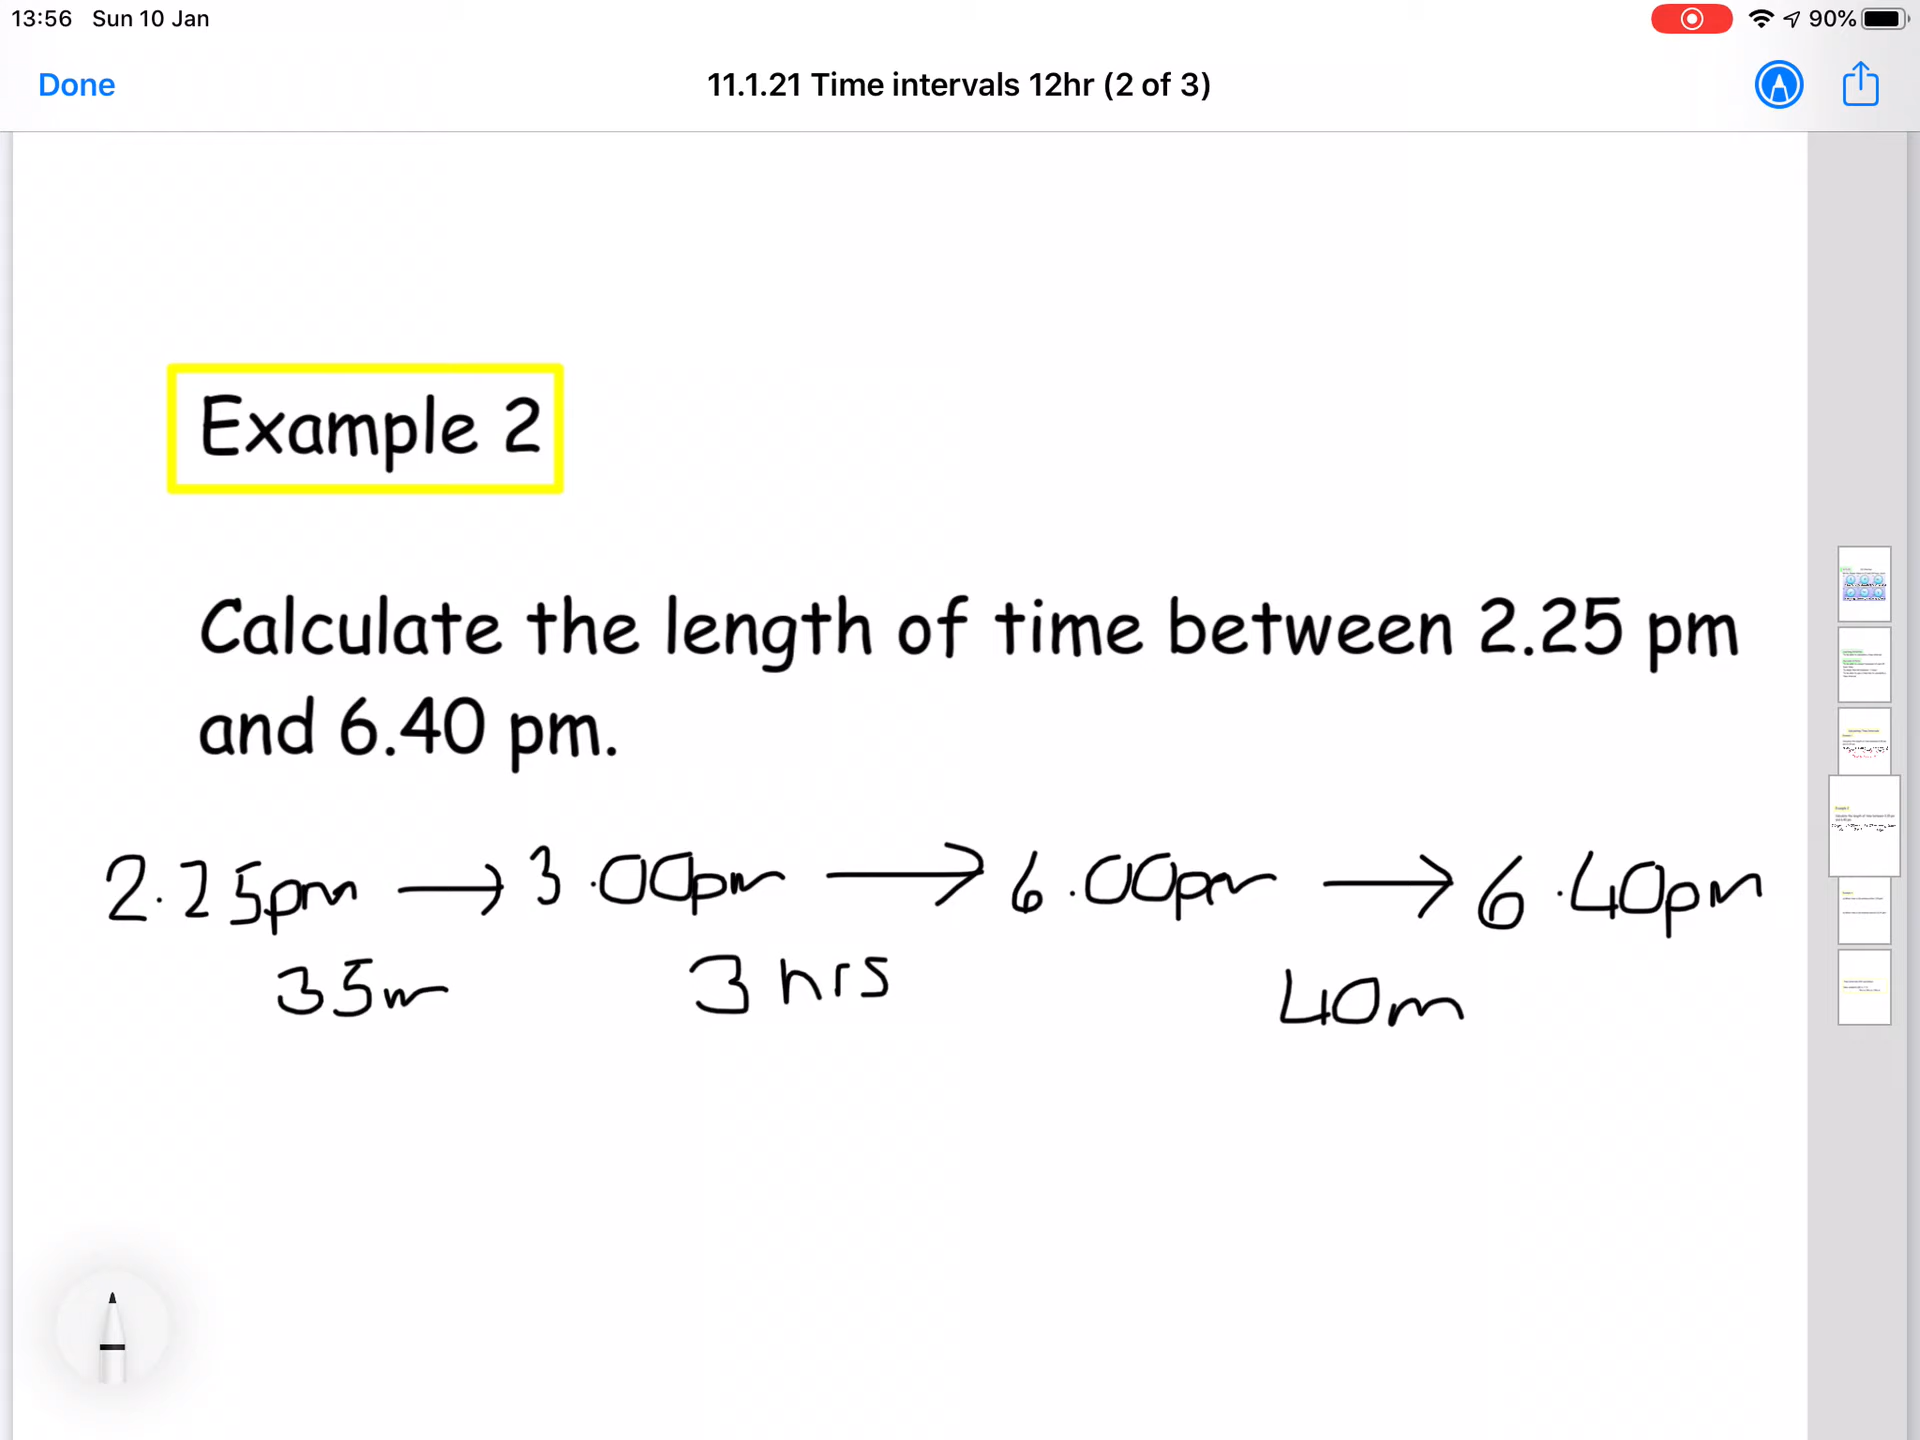 13:56 Sun 10 Jan
90%
Done
11.1.21 Time intervals 12hr (2 of 3)
Example 2
Calculate the length of time between 2.25 pm
and 6.40 pm.
2.25pm → 3.00pm → 6.00pm → 6.40pm
35m 3 hrs 40m